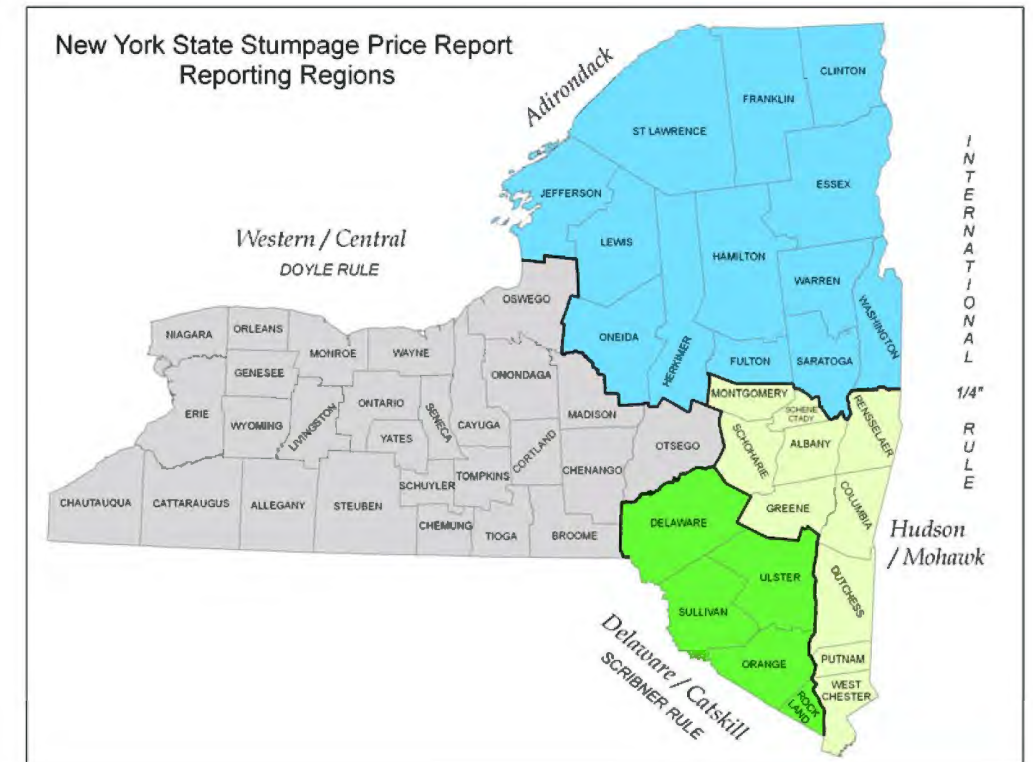 New York State Stumpage Price Report
Reporting Regions
Adirondack
CLINTON
FRANKLIN
ST LAWRENCE
ESSEX
JEFFERSON
LEWIS
HAMILTON
WARREN
WASHINGTON
ONEIDA
HERKIMER
FULTON
SARATOGA
INTERNATIONAL
1/4"
RULE
Western / Central
DOYLE RULE
OSWEGO
NIAGARA
ORLEANS
MONROE
WAYNE
GENESEE
ONONDAGA
ERIE
WYOMING
LIVINGSTON
ONTARIO
YATES
SENECA
CAYUGA
CORTLAND
MADISON
OTSEGO
CHENANGO
TOMPKINS
SCHUYLER
CHAUTAUQUA
CATTARAUGUS
ALLEGANY
STEUBEN
CHEMUNG
TIOGA
BROOME
MONTGOMERY
SCHENE
CTADY
RENSSELAER
SCHOHARIE
ALBANY
GREENE
COLUMBIA
Hudson
/ Mohawk
DUTCHESS
PUTNAM
WEST
CHESTER
DELAWARE
ULSTER
SULLIVAN
ORANGE
ROCK
LAND
Delaware / Catskill
SCRIBNER RULE